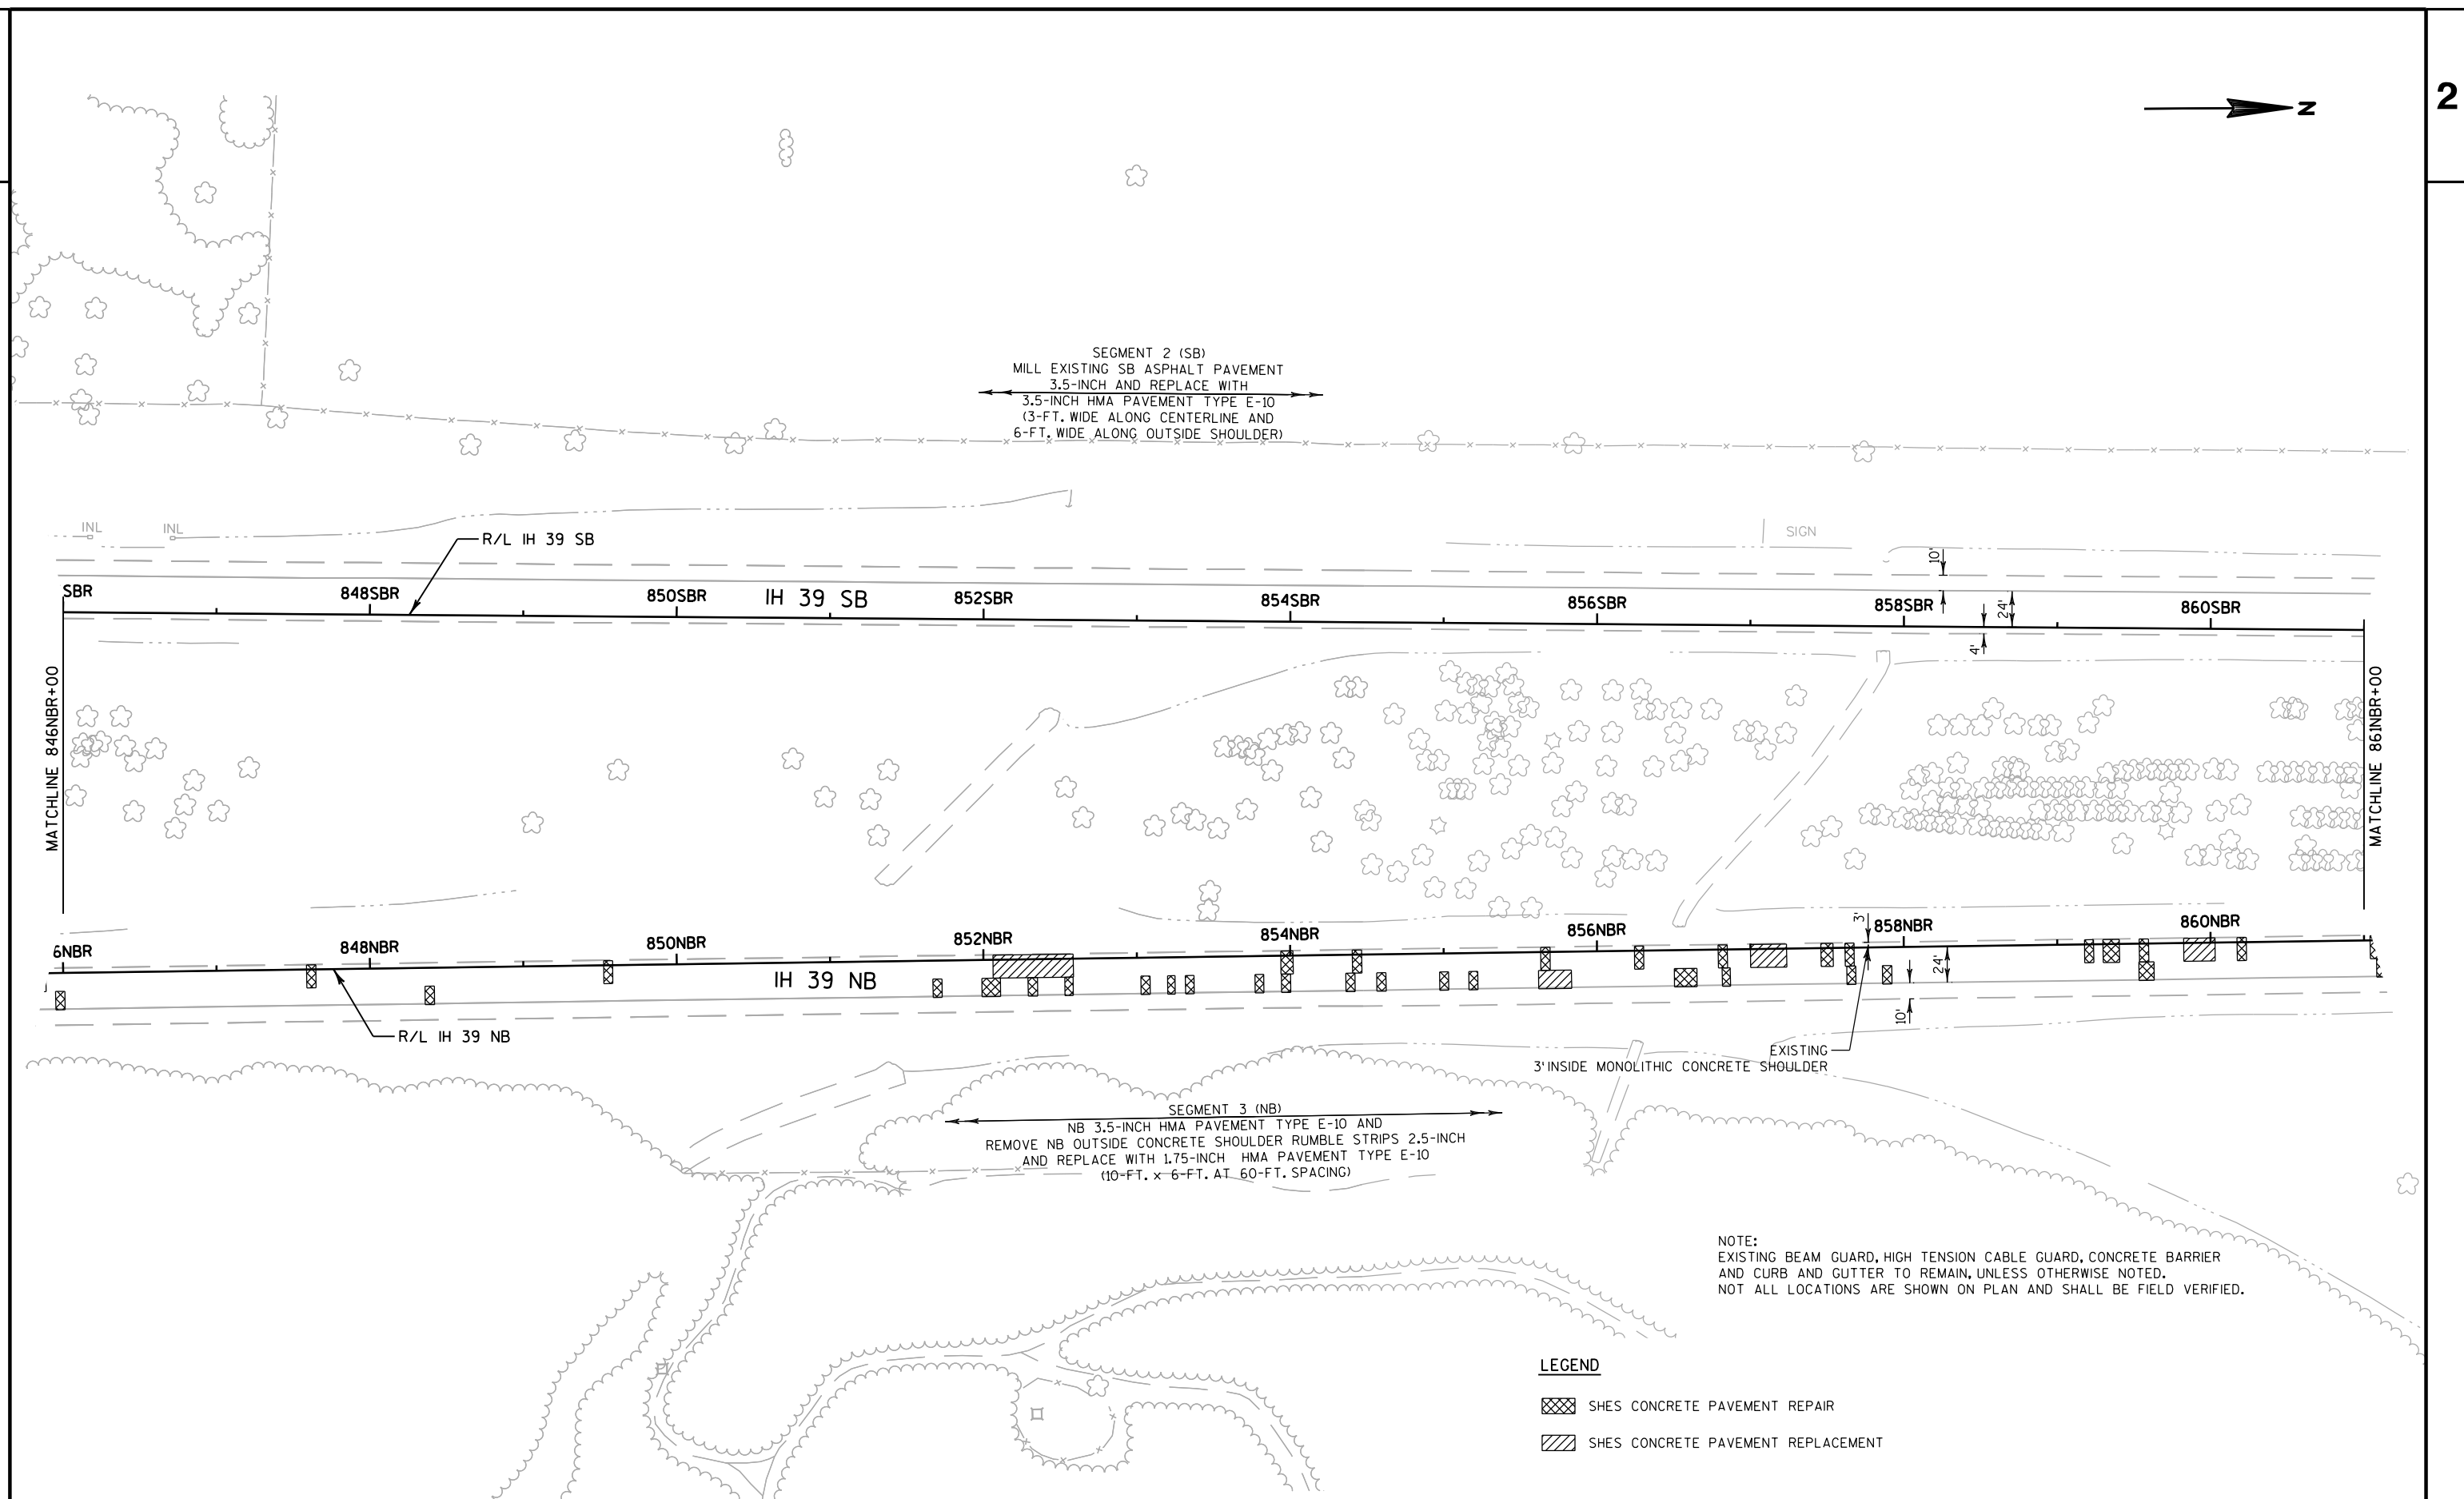 2
N
SEGMENT 2 (SB)
MILL EXISTING SB ASPHALT PAVEMENT
3.5-INCH AND REPLACE WITH
3.5-INCH HMA PAVEMENT TYPE E-10
(3-FT. WIDE ALONG CENTERLINE AND
6-FT. WIDE ALONG OUTSIDE SHOULDER)
INL
INL
R/L IH 39 SB
SIGN
10'
SBR
848SBR
850SBR
IH 39 SB
852SBR
854SBR
856SBR
858SBR
24'
860SBR
4'
MATCHLINE 846NBR+00
MATCHLINE 861NBR+00
6NBR
848NBR
850NBR
852NBR
854NBR
856NBR
3'
858NBR
860NBR
IH 39 NB
24'
10'
R/L IH 39 NB
EXISTING
3' INSIDE MONOLITHIC CONCRETE SHOULDER
SEGMENT 3 (NB)
NB 3.5-INCH HMA PAVEMENT TYPE E-10 AND
REMOVE NB OUTSIDE CONCRETE SHOULDER RUMBLE STRIPS 2.5-INCH
AND REPLACE WITH 1.75-INCH HMA PAVEMENT TYPE E-10
(10-FT. x 6-FT. AT 60-FT. SPACING)
NOTE:
EXISTING BEAM GUARD, HIGH TENSION CABLE GUARD, CONCRETE BARRIER
AND CURB AND GUTTER TO REMAIN, UNLESS OTHERWISE NOTED.
NOT ALL LOCATIONS ARE SHOWN ON PLAN AND SHALL BE FIELD VERIFIED.
LEGEND
SHES CONCRETE PAVEMENT REPAIR
SHES CONCRETE PAVEMENT REPLACEMENT